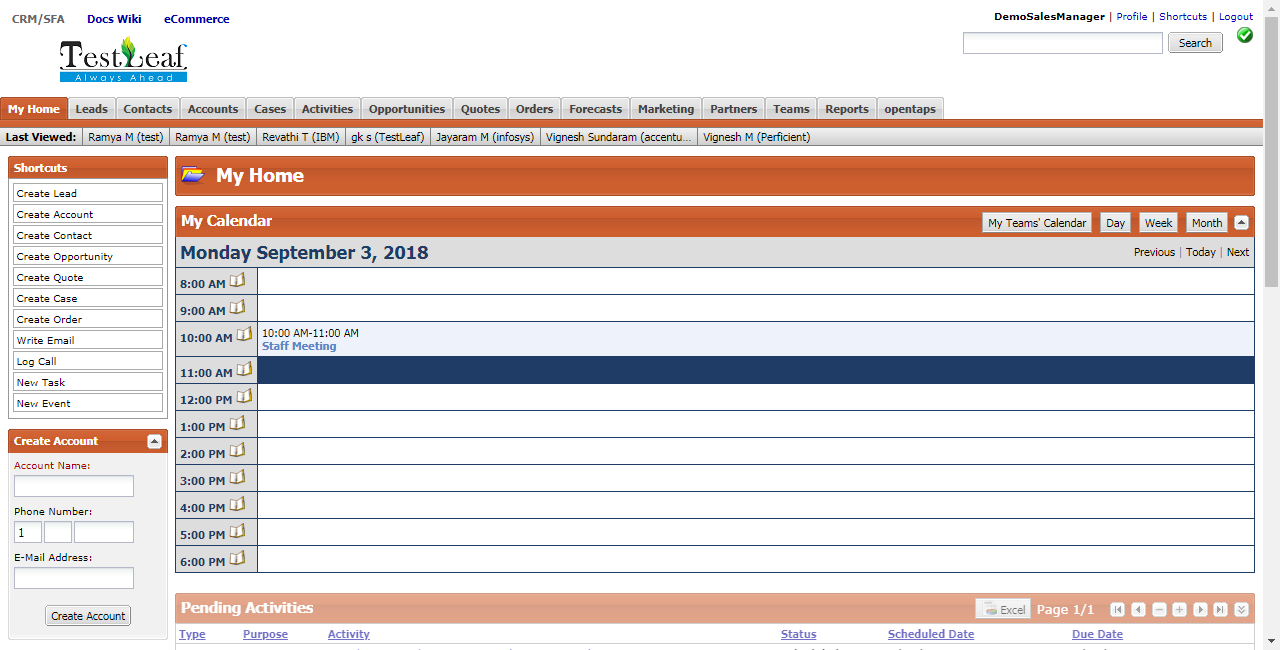 CRM/SFA Docs Wiki eCommerce
DemoSalesManager | Profile | Shortcuts | Logout
TestLeaf
Always Ahead
Search
My Home Leads Contacts Accounts Cases Activities Opportunities Quotes Orders Forecasts Marketing Partners Teams Reports opentaps
Last Viewed: Ramya M (test) Ramya M (test) Revathi T (IBM) gk s (TestLeaf) Jayaram M (infosys) Vignesh Sundaram (accentu... Vignesh M (Perficient)
Shortcuts
Create Lead
Create Account
Create Contact
Create Opportunity
Create Quote
Create Case
Create Order
Write Email
Log Call
New Task
New Event
Create Account
Account Name:
Phone Number:
1
E-Mail Address:
Create Account
My Home
My Calendar My Teams' Calendar Day Week Month
Monday September 3, 2018 Previous | Today | Next
8:00 AM
9:00 AM
10:00 AM 10:00 AM-11:00 AM
Staff Meeting
11:00 AM
12:00 PM
1:00 PM
2:00 PM
3:00 PM
4:00 PM
5:00 PM
6:00 PM
Pending Activities Excel Page 1/1
Type Purpose Activity Status Scheduled Date Due Date